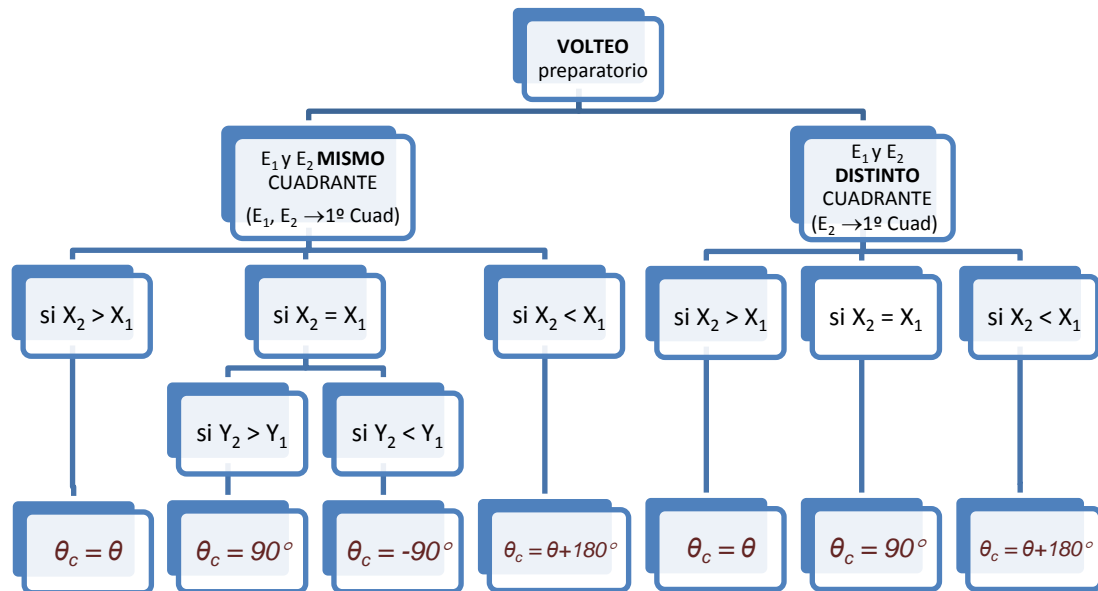 VOLTEO
preparatorio
E₁ y E₂ MISMO
CUADRANTE
(E₁, E₂ →1º Cuad)
E₁ y E₂
DISTINTO
CUADRANTE
(E₂ →1º Cuad)
si X₂ > X₁
si X₂ = X₁
si X₂ < X₁
si X₂ > X₁
si X₂ = X₁
si X₂ < X₁
si Y₂ > Y₁
si Y₂ < Y₁
θc = θ
θc = 90°
θc = -90°
θc = θ+180°
θc = θ
θc = 90°
θc = θ+180°